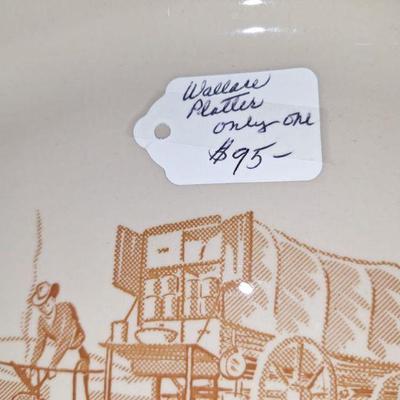 Wallace
Platter
only one
$95-